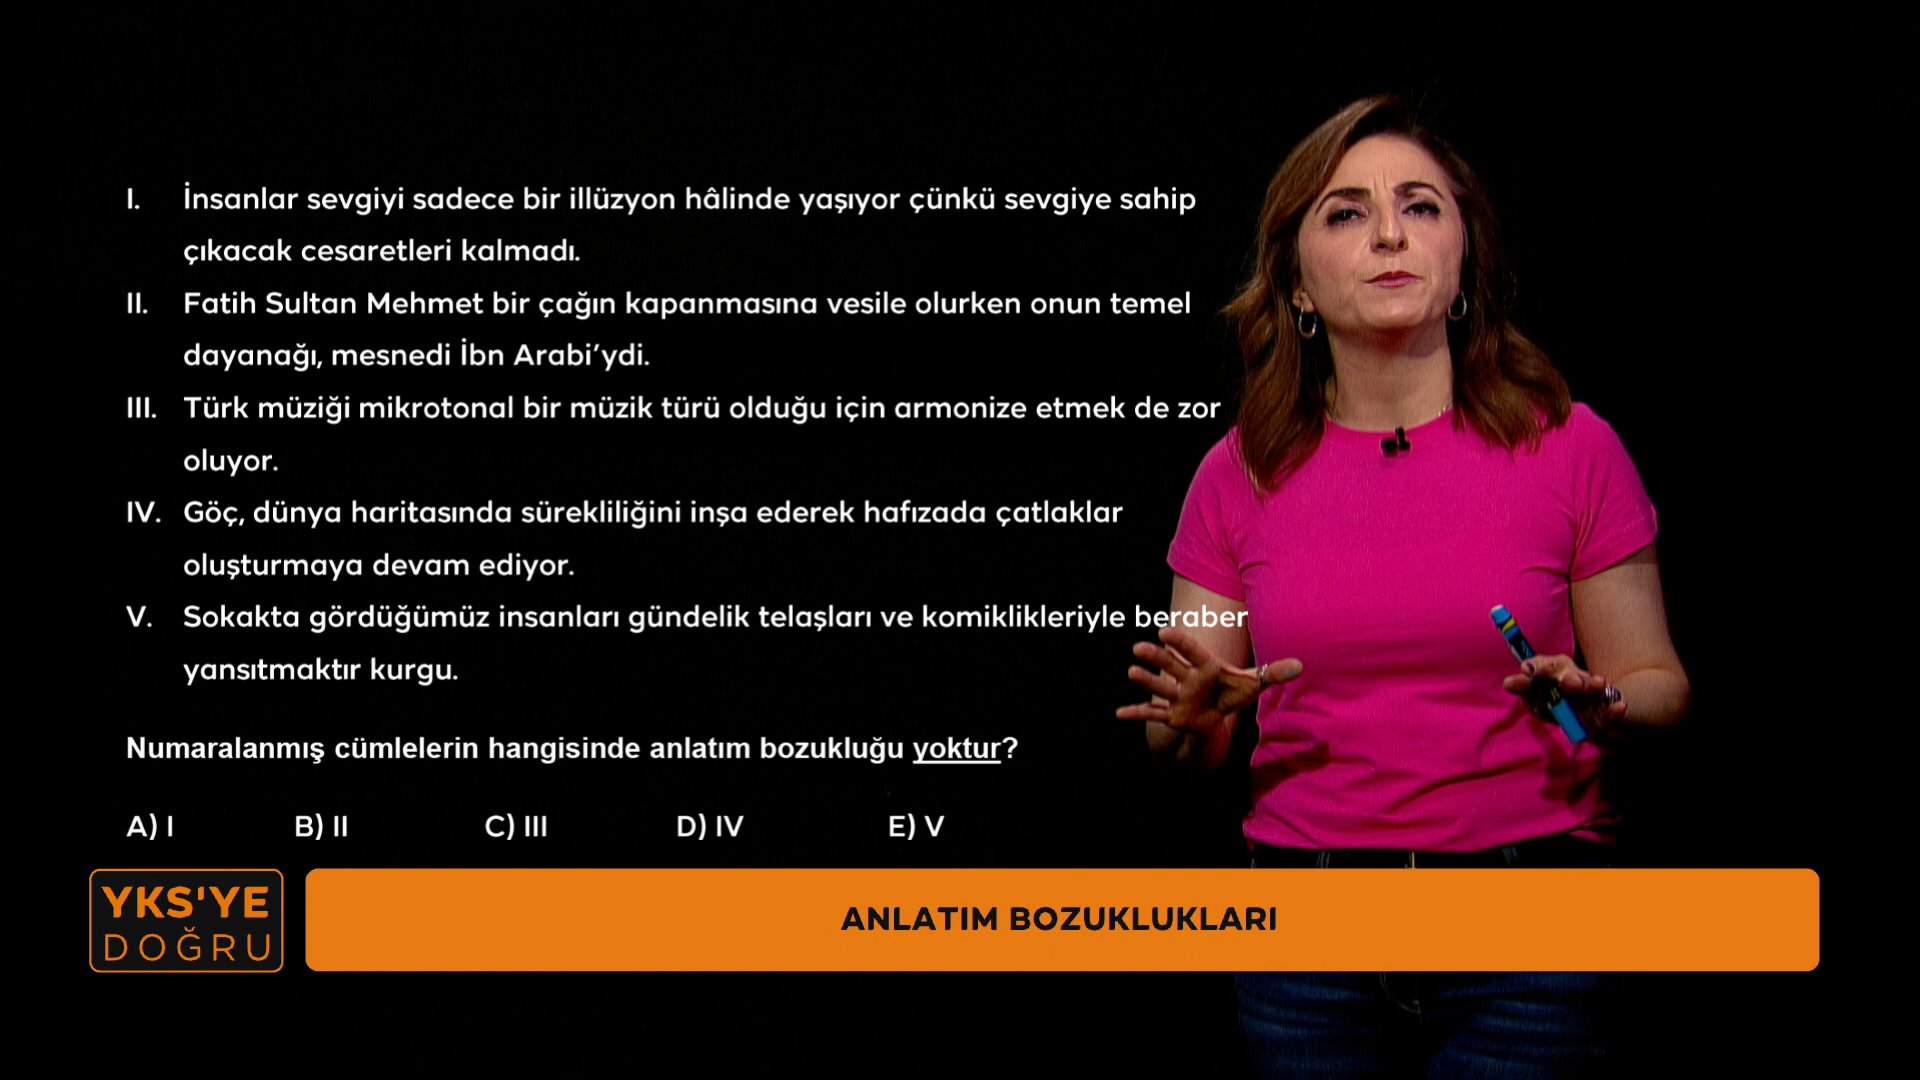 I. İnsanlar sevgiyi sadece bir illüzyon hâlinde yaşıyor çünkü sevgiye sahip
çıkacak cesaretleri kalmadı.
II. Fatih Sultan Mehmet bir çağın kapanmasına vesile olurken onun temel
dayanağı, mesnedi İbn Arabi’ydi.
III. Türk müziği mikrotonal bir müzik türü olduğu için armonize etmek de zor
oluyor.
IV. Göç, dünya haritasında sürekliliğini inşa ederek hafızada çatlaklar
oluşturmaya devam ediyor.
V. Sokakta gördüğümüz insanları gündelik telaşları ve komiklikleriyle beraber
yansıtmaktır kurgu.
Numaralanmış cümlelerin hangisinde anlatım bozukluğu yoktur?
A) I B) II C) III D) IV E) V
YKS'YE
DOĞRU
ANLATIM BOZUKLUKLARI